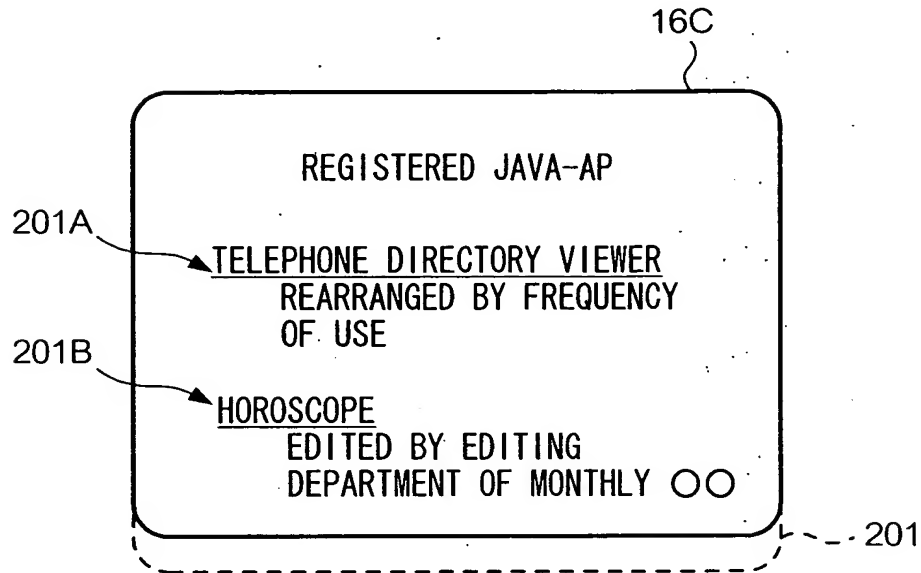 16C
REGISTERED JAVA-AP
201A
TELEPHONE DIRECTORY VIEWER
REARRANGED BY FREQUENCY
OF USE
201B
HOROSCOPE
EDITED BY EDITING
DEPARTMENT OF MONTHLY ○○
201